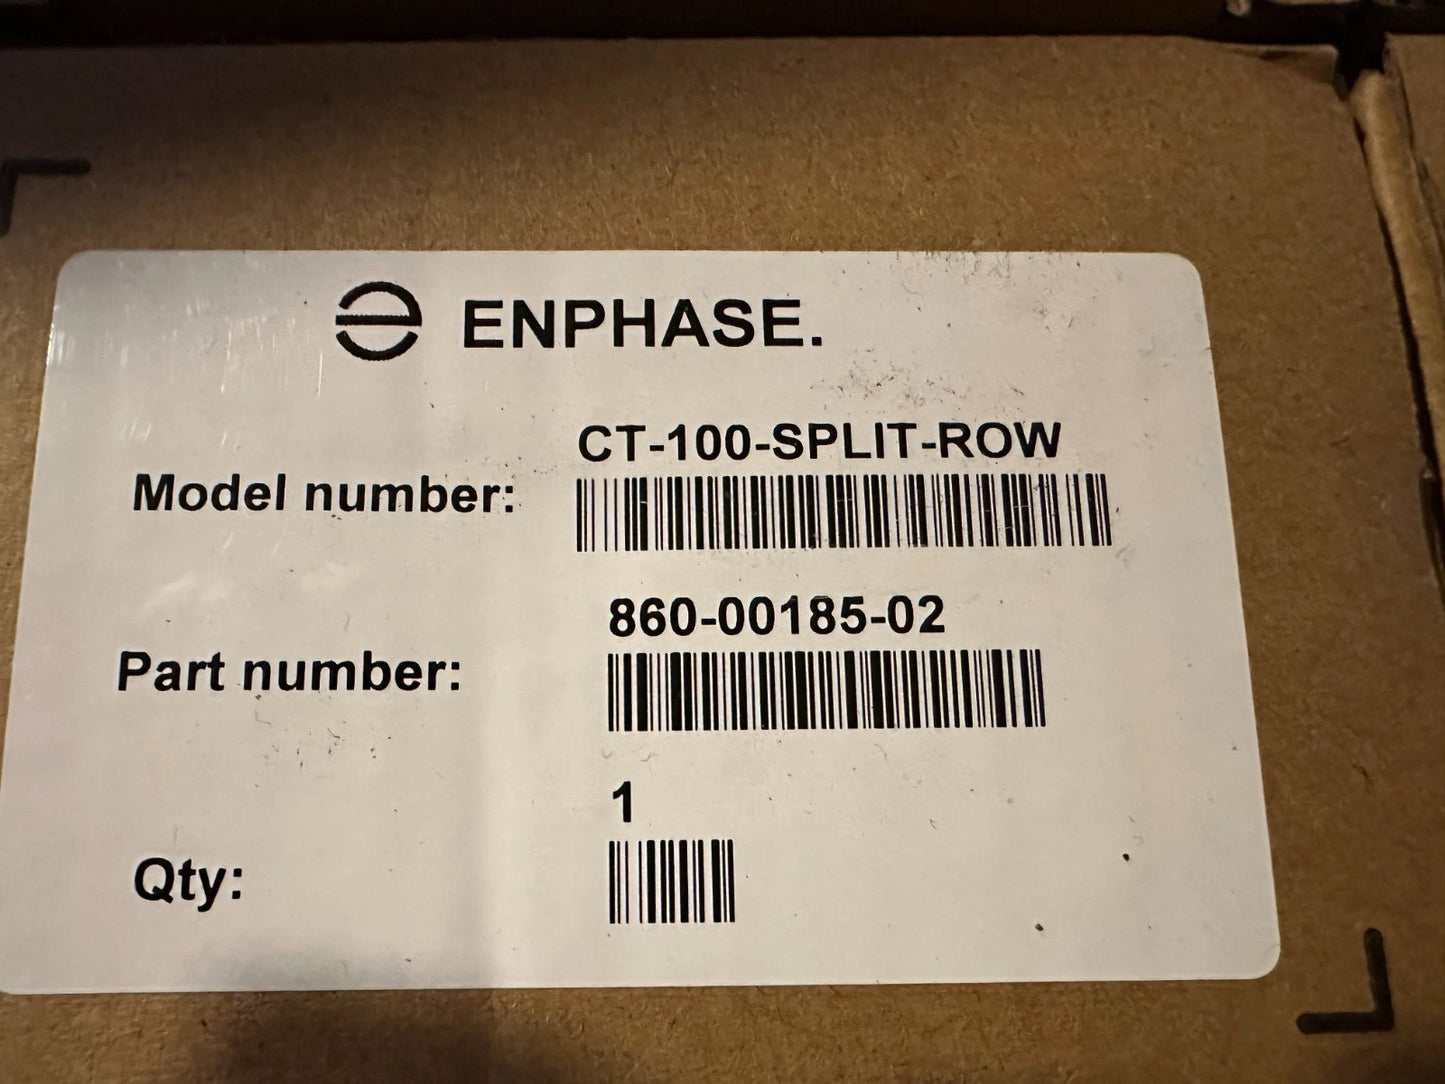 ENPHASE.
CT-100-SPLIT-ROW
Model number:
860-00185-02
Part number:
1
Qty: